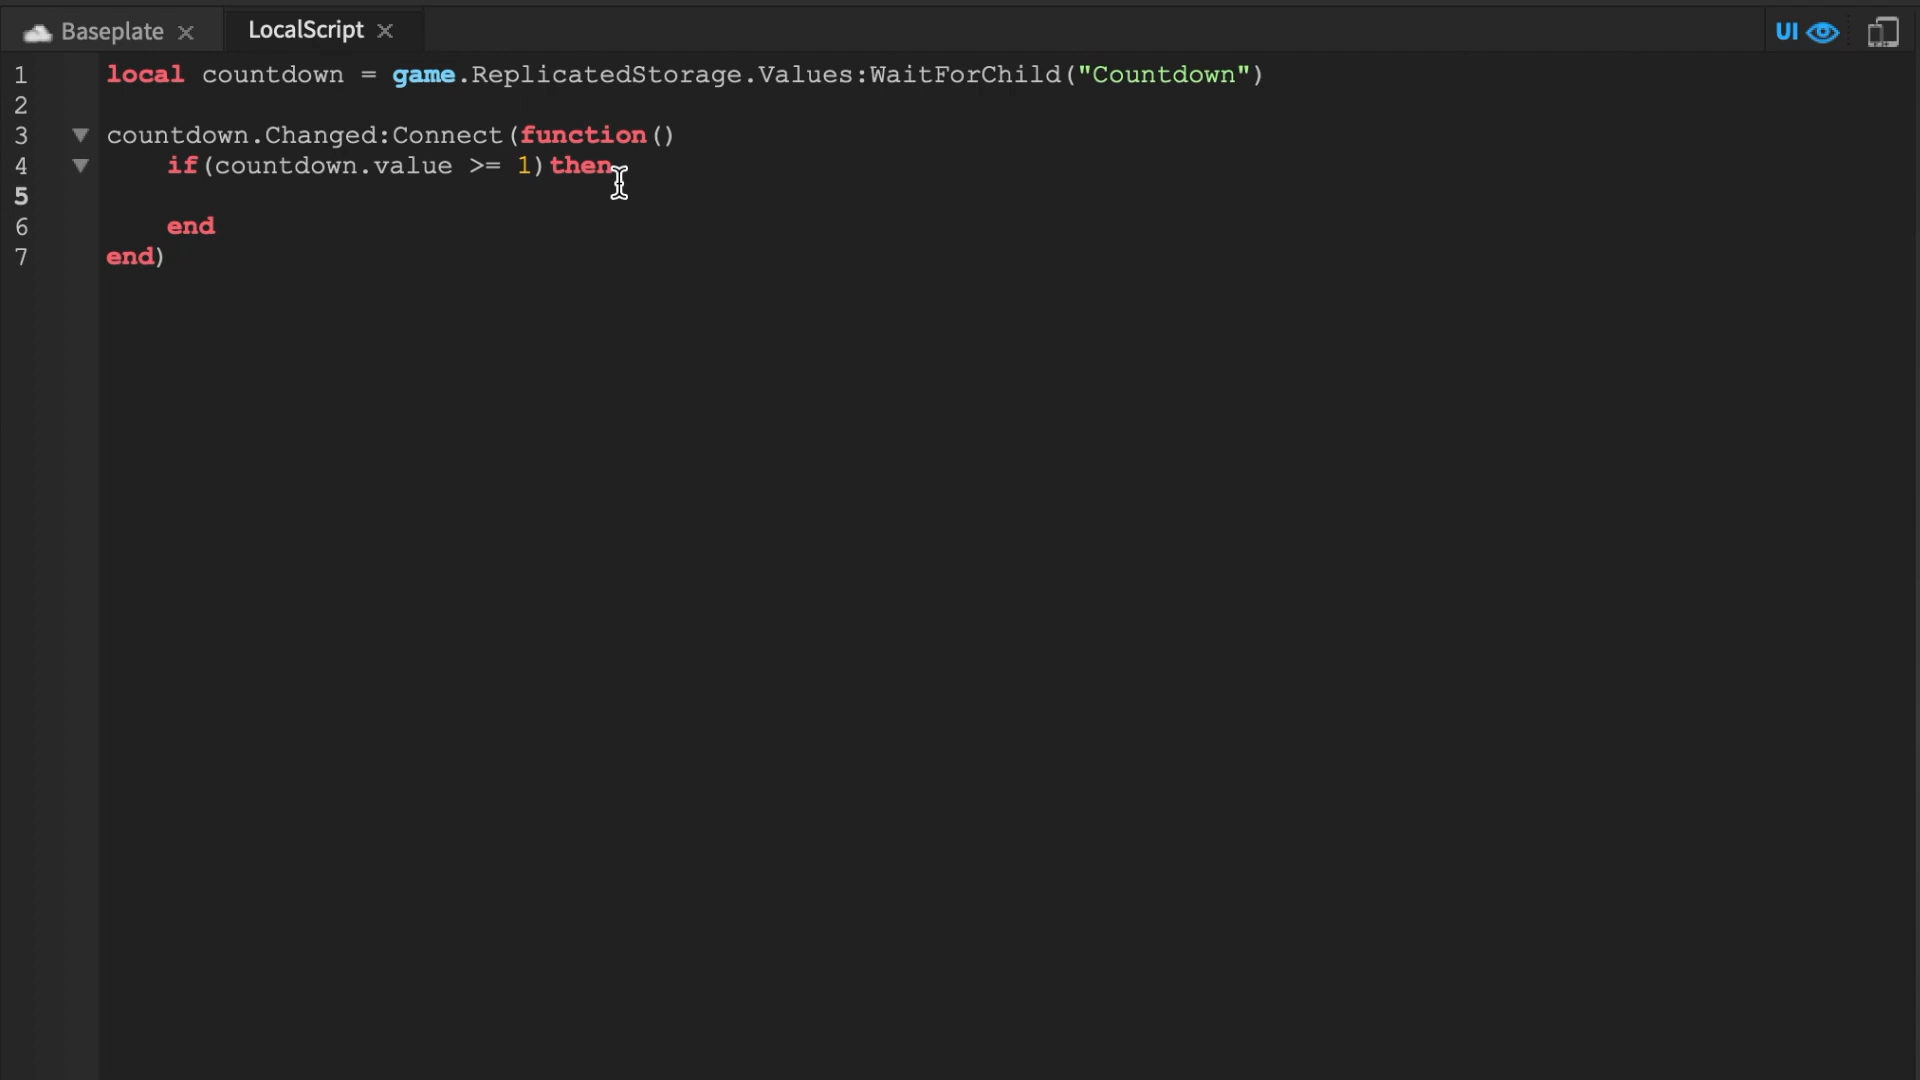 Baseplate LocalScript UI
1 local countdown = game.ReplicatedStorage.Values:WaitForChild("Countdown")
2
3 countdown.Changed:Connect(function()
4 if(countdown.value >= 1)then
5
6 end
7 end)